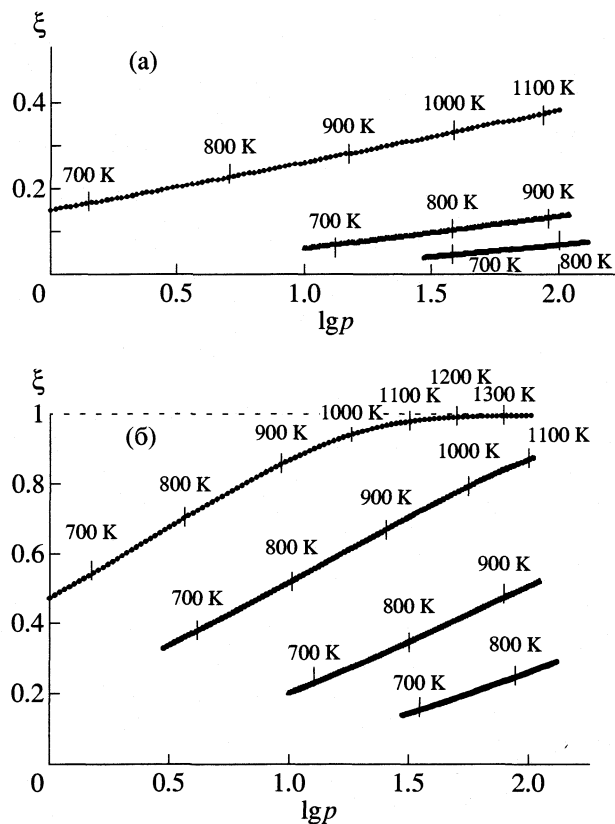 ξ
(а)
0.4
1100 K
1000 K
900 K
800 K
700 K
0.2
900 K
800 K
700 K
700 K
800 K
0
0.5
1.0
1.5
2.0
lgp
ξ
1200 K
1100 K
1300 K
1
(б)
1000 K
900 K
1100 K
1000 K
0.8
800 K
900 K
700 K
0.6
800 K
900 K
0.4
700 K
800 K
800 K
700 K
0.2
700 K
0
0.5
1.0
1.5
2.0
lgp